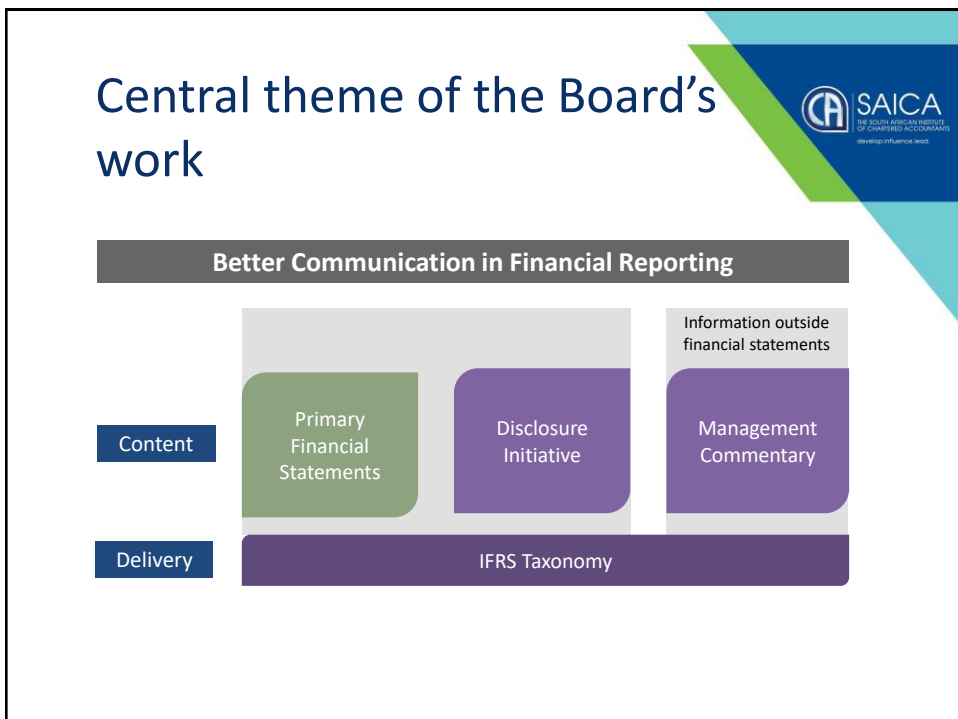 Central theme of the Board's
work
CA
SAICA
THE SOUTH AFRICAN INSTITUTE
OF CHARTERED ACCOUNTANTS
develop.influence.lead.
Better Communication in Financial Reporting
Information outside
financial statements
Content
Primary
Financial
Statements
Disclosure
Initiative
Management
Commentary
Delivery
IFRS Taxonomy